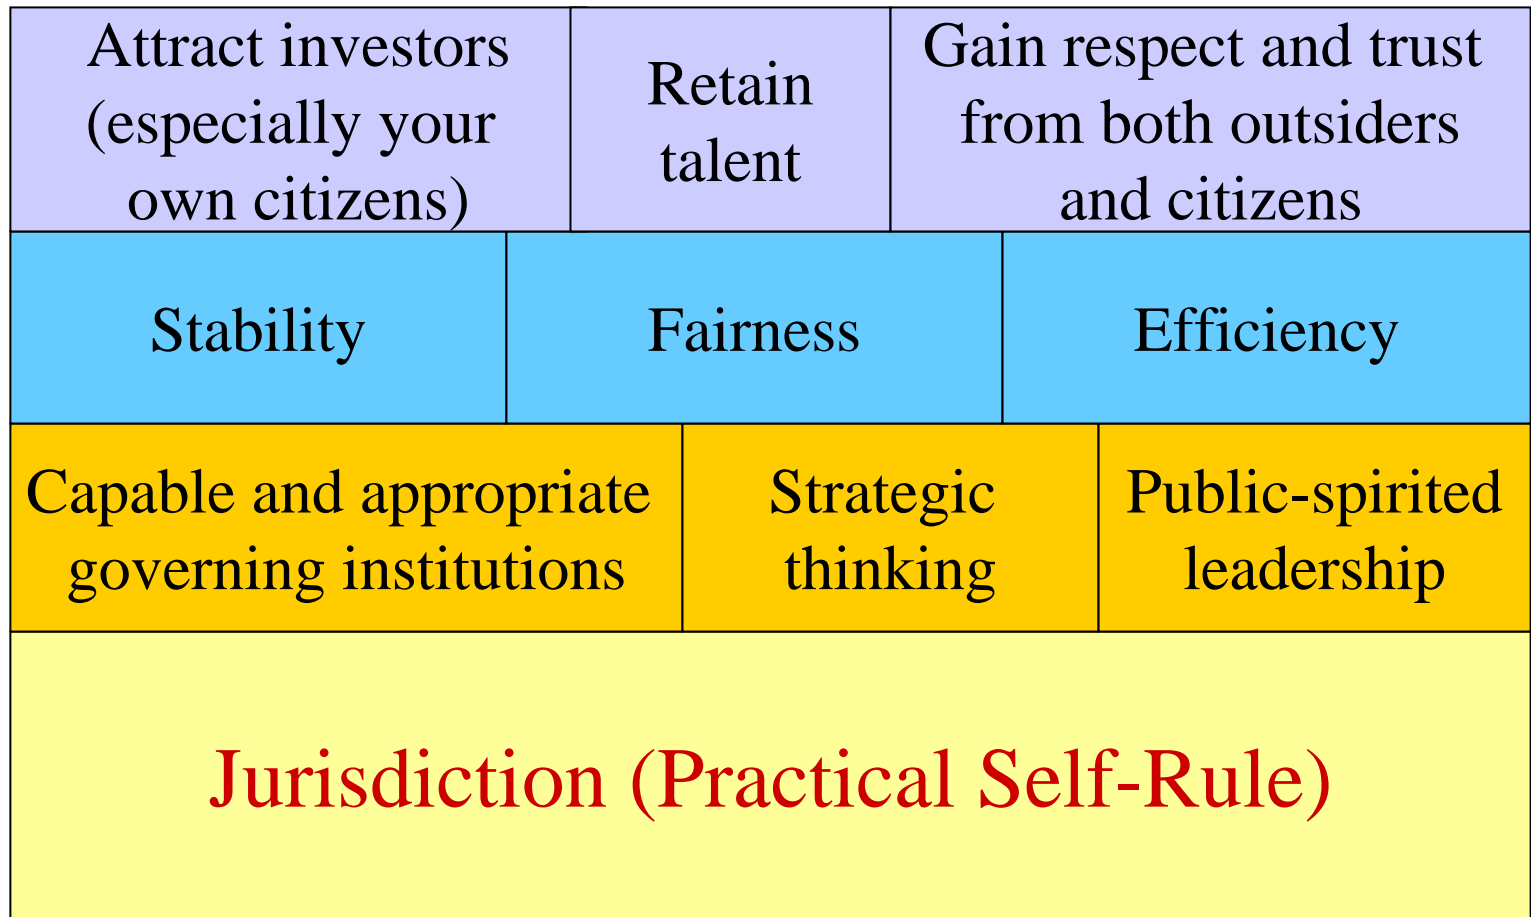 Attract investors
(especially your
own citizens)
Retain
talent
Gain respect and trust
from both outsiders
and citizens
Stability
Fairness
Efficiency
Capable and appropriate
governing institutions
Strategic
thinking
Public-spirited
leadership
Jurisdiction (Practical Self-Rule)